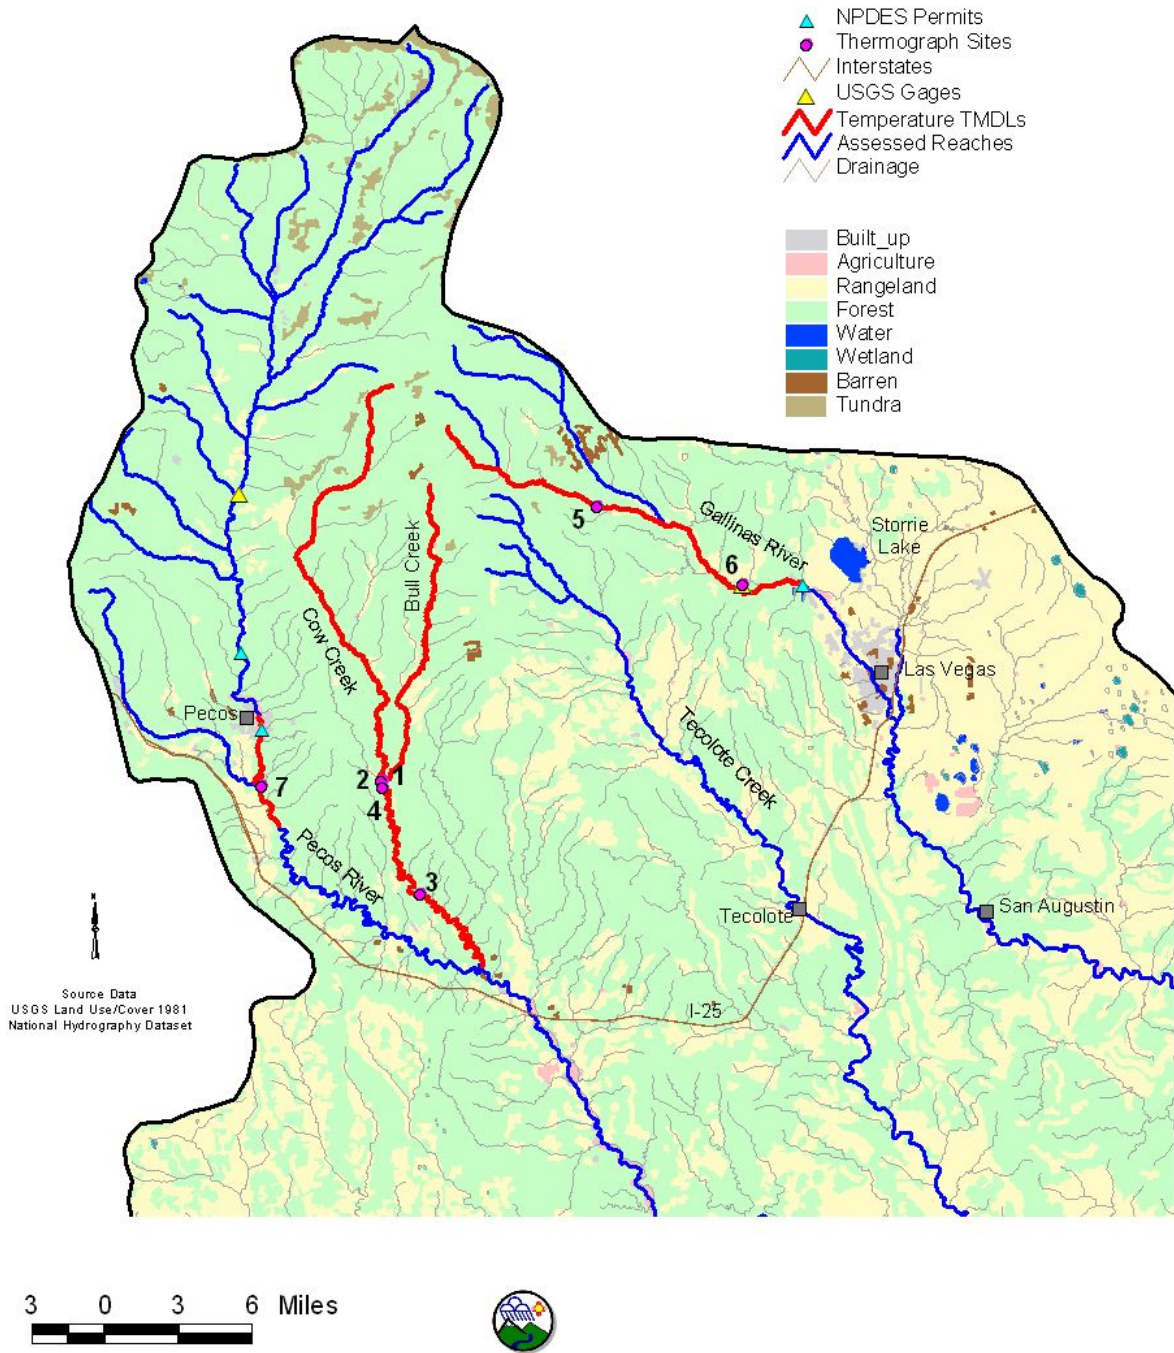 NPDES Permits
Thermograph Sites
Interstates
USGS Gages
Temperature TMDLs
Assessed Reaches
Drainage
Built_up
Agriculture
Rangeland
Forest
Water
Wetland
Barren
Tundra
5
Gallinas River
Storrie
Lake
6
Bull Creek
Cow Creek
Las Vegas
Pecos
Tecolote Creek
7
2
1
4
Pecos River
3
Tecolote
San Augustin
I-25
N
Source Data
USGS Land Use/Cover 1981
National Hydrography Dataset
3 0 3 6 Miles